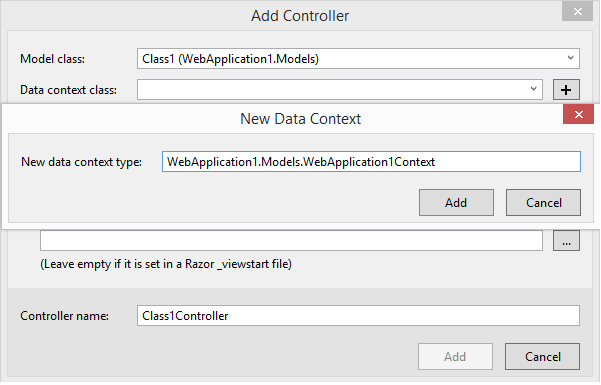 Add Controller
Model class: Class1 (WebApplication1.Models)
Data context class:
New Data Context
New data context type: WebApplication1.Models.WebApplication1Context
Add Cancel
...
(Leave empty if it is set in a Razor _viewstart file)
Controller name: Class1Controller
Add Cancel